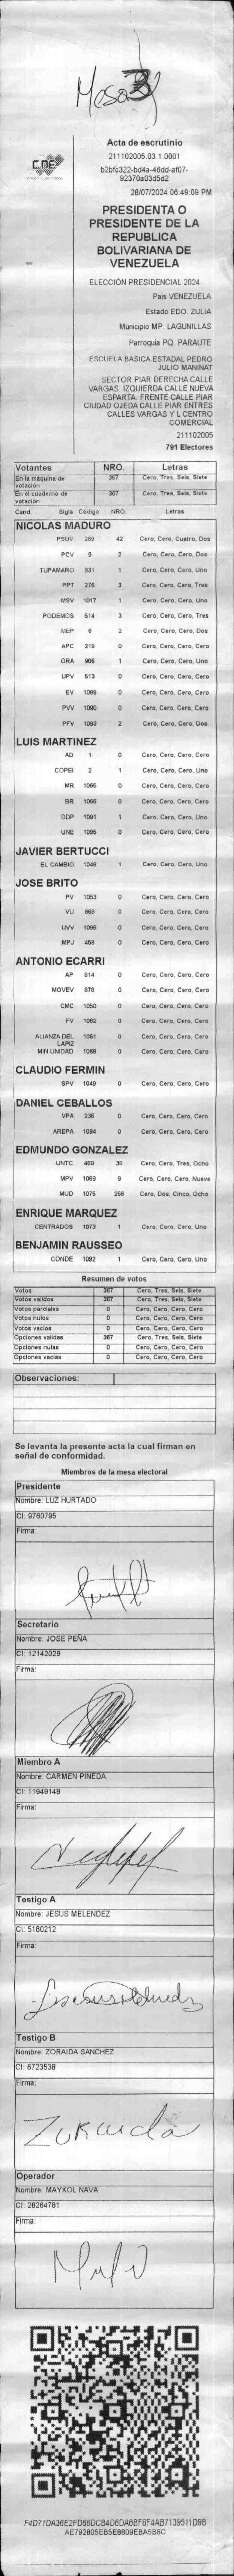 Mesa 3
CNE
Acta de escrutinio
211102005.03.1.0001
b2bfc322-bd4a-46dd-af07-
92370a03d5d2
28/07/2024 06:49:09 PM
PRESIDENTA O
PRESIDENTE DE LA
REPUBLICA
BOLIVARIANA DE
VENEZUELA
ELECCIÓN PRESIDENCIAL 2024
Pais VENEZUELA
Estado EDO. ZULIA
Municipio MP. LAGUNILLAS
Parroquia PQ. PARAUTE
ESCUELA BASICA ESTADAL PEDRO
JULIO MANINAT
SECTOR PIAR DERECHA CALLE
VARGAS. IZQUIERDA CALLE NUEVA
ESPARTA. FRENTE CALLE PIAR
CIUDAD OJEDA CALLE PIAR ENTRES
CALLES VARGAS Y L CENTRO
COMERCIAL
211102005
791 Electores
Votantes NRO. Letras
En la máquina de votación 367 Cero, Tres, Seis, Siete
En el cuaderno de votación 367 Cero, Tres, Seis, Siete
Cand Sigla Código NRO. Letras
NICOLAS MADURO
PSUV 269 42 Cero, Cero, Cuatro, Dos
PCV 5 2 Cero, Cero, Cero, Dos
TUPAMARO 931 1 Cero, Cero, Cero, Uno
PPT 276 3 Cero, Cero, Cero, Tres
MSV 1017 1 Cero, Cero, Cero, Uno
PODEMOS 514 3 Cero, Cero, Cero, Tres
MEP 6 2 Cero, Cero, Cero, Dos
APC 219 0 Cero, Cero, Cero, Cero
ORA 906 1 Cero, Cero, Cero, Uno
UPV 513 0 Cero, Cero, Cero, Cero
EV 1089 0 Cero, Cero, Cero, Cero
PVV 1090 0 Cero, Cero, Cero, Cero
PFV 1093 2 Cero, Cero, Cero, Dos
LUIS MARTINEZ
AD 1 0 Cero, Cero, Cero, Cero
COPEI 2 1 Cero, Cero, Cero, Uno
MR 1065 0 Cero, Cero, Cero, Cero
BR 1066 0 Cero, Cero, Cero, Cero
DDP 1091 1 Cero, Cero, Cero, Uno
UNE 1095 0 Cero, Cero, Cero, Cero
JAVIER BERTUCCI
EL CAMBIO 1048 1 Cero, Cero, Cero, Uno
JOSE BRITO
PV 1053 0 Cero, Cero, Cero, Cero
VU 868 0 Cero, Cero, Cero, Cero
UVV 1096 0 Cero, Cero, Cero, Cero
MPJ 458 0 Cero, Cero, Cero, Cero
ANTONIO ECARRI
AP 814 0 Cero, Cero, Cero, Cero
MOVEV 878 0 Cero, Cero, Cero, Cero
CMC 1050 0 Cero, Cero, Cero, Cero
FV 1062 0 Cero, Cero, Cero, Cero
ALIANZA DEL LAPIZ 1051 0 Cero, Cero, Cero, Cero
MIN UNIDAD 1068 0 Cero, Cero, Cero, Cero
CLAUDIO FERMIN
SPV 1049 0 Cero, Cero, Cero, Cero
DANIEL CEBALLOS
VPA 236 0 Cero, Cero, Cero, Cero
AREPA 1094 0 Cero, Cero, Cero, Cero
EDMUNDO GONZALEZ
UNTC 460 38 Cero, Cero, Tres, Ocho
MPV 1069 9 Cero, Cero, Cero, Nueve
MUD 1075 258 Cero, Dos, Cinco, Ocho
ENRIQUE MARQUEZ
CENTRADOS 1073 1 Cero, Cero, Cero, Uno
BENJAMIN RAUSSEO
CONDE 1092 1 Cero, Cero, Cero, Uno
Resumen de votos
Votos 367 Cero, Tres, Seis, Siete
Votos validos 367 Cero, Tres, Seis, Siete
Votos parciales 0 Cero, Cero, Cero, Cero
Votos nulos 0 Cero, Cero, Cero, Cero
Votos vacios 0 Cero, Cero, Cero, Cero
Opciones validas 367 Cero, Tres, Seis, Siete
Opciones nulas 0 Cero, Cero, Cero, Cero
Opciones vacias 0 Cero, Cero, Cero, Cero
Observaciones:
Se levanta la presente acta la cual firman en
señal de conformidad.
Miembros de la mesa electoral
Presidente
Nombre: LUZ HURTADO
CI: 9760795
Firma:
Secretario
Nombre: JOSE PEÑA
CI: 12142029
Firma:
Miembro A
Nombre: CARMEN PINEDA
CI: 11949148
Firma:
Testigo A
Nombre: JESUS MELENDEZ
CI: 5180212
Firma:
Testigo B
Nombre: ZORAIDA SANCHEZ
CI: 6723538
Firma:
Zoraida
Operador
Nombre: MAYKOL NAVA
CI: 28264781
Firma: